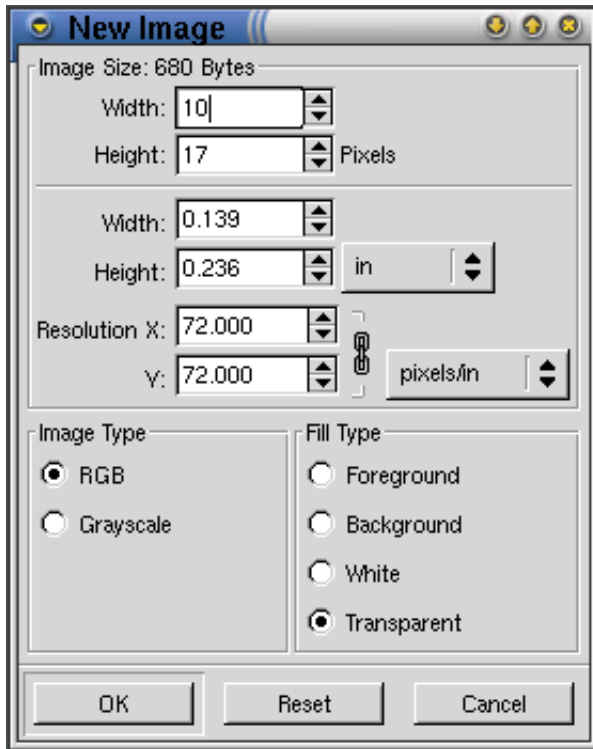 New Image
Image Size: 680 Bytes
Width: 10
Height: 17 Pixels
Width: 0.139
Height: 0.236 in
Resolution X: 72.000
Y: 72.000 pixels/in
Image Type
RGB
Grayscale
Fill Type
Foreground
Background
White
Transparent
OK Reset Cancel